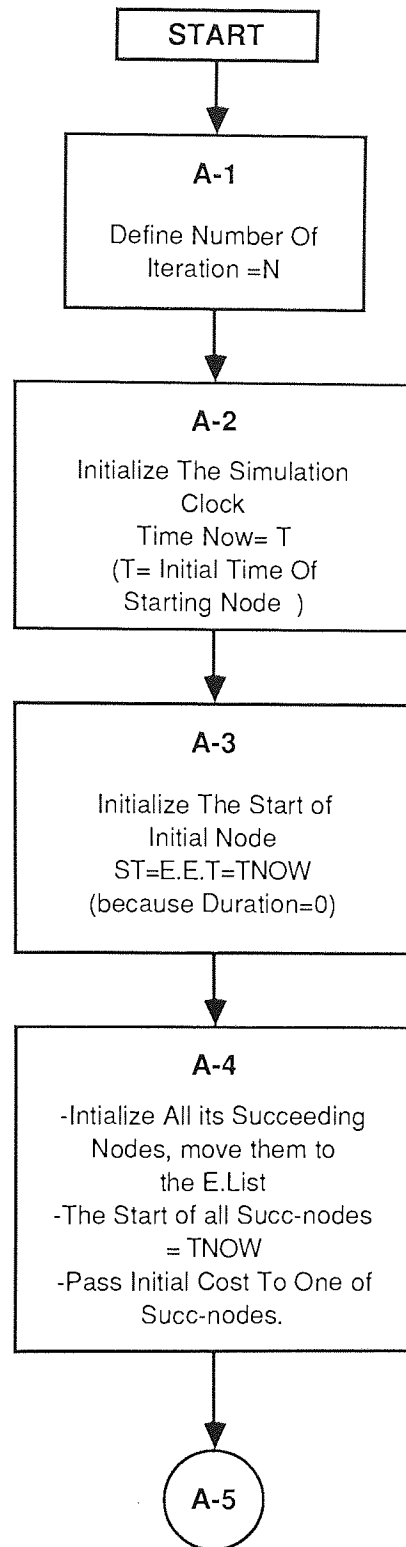 START
A-1
Define Number Of
Iteration =N
A-2
Initialize The Simulation
Clock
Time Now= T
(T= Initial Time Of
Starting Node )
A-3
Initialize The Start of
Initial Node
ST=E.E.T=TNOW
(because Duration=0)
A-4
-Intialize All its Succeeding
Nodes, move them to
the E.List
-The Start of all Succ-nodes
= TNOW
-Pass Initial Cost To One of
Succ-nodes.
A-5